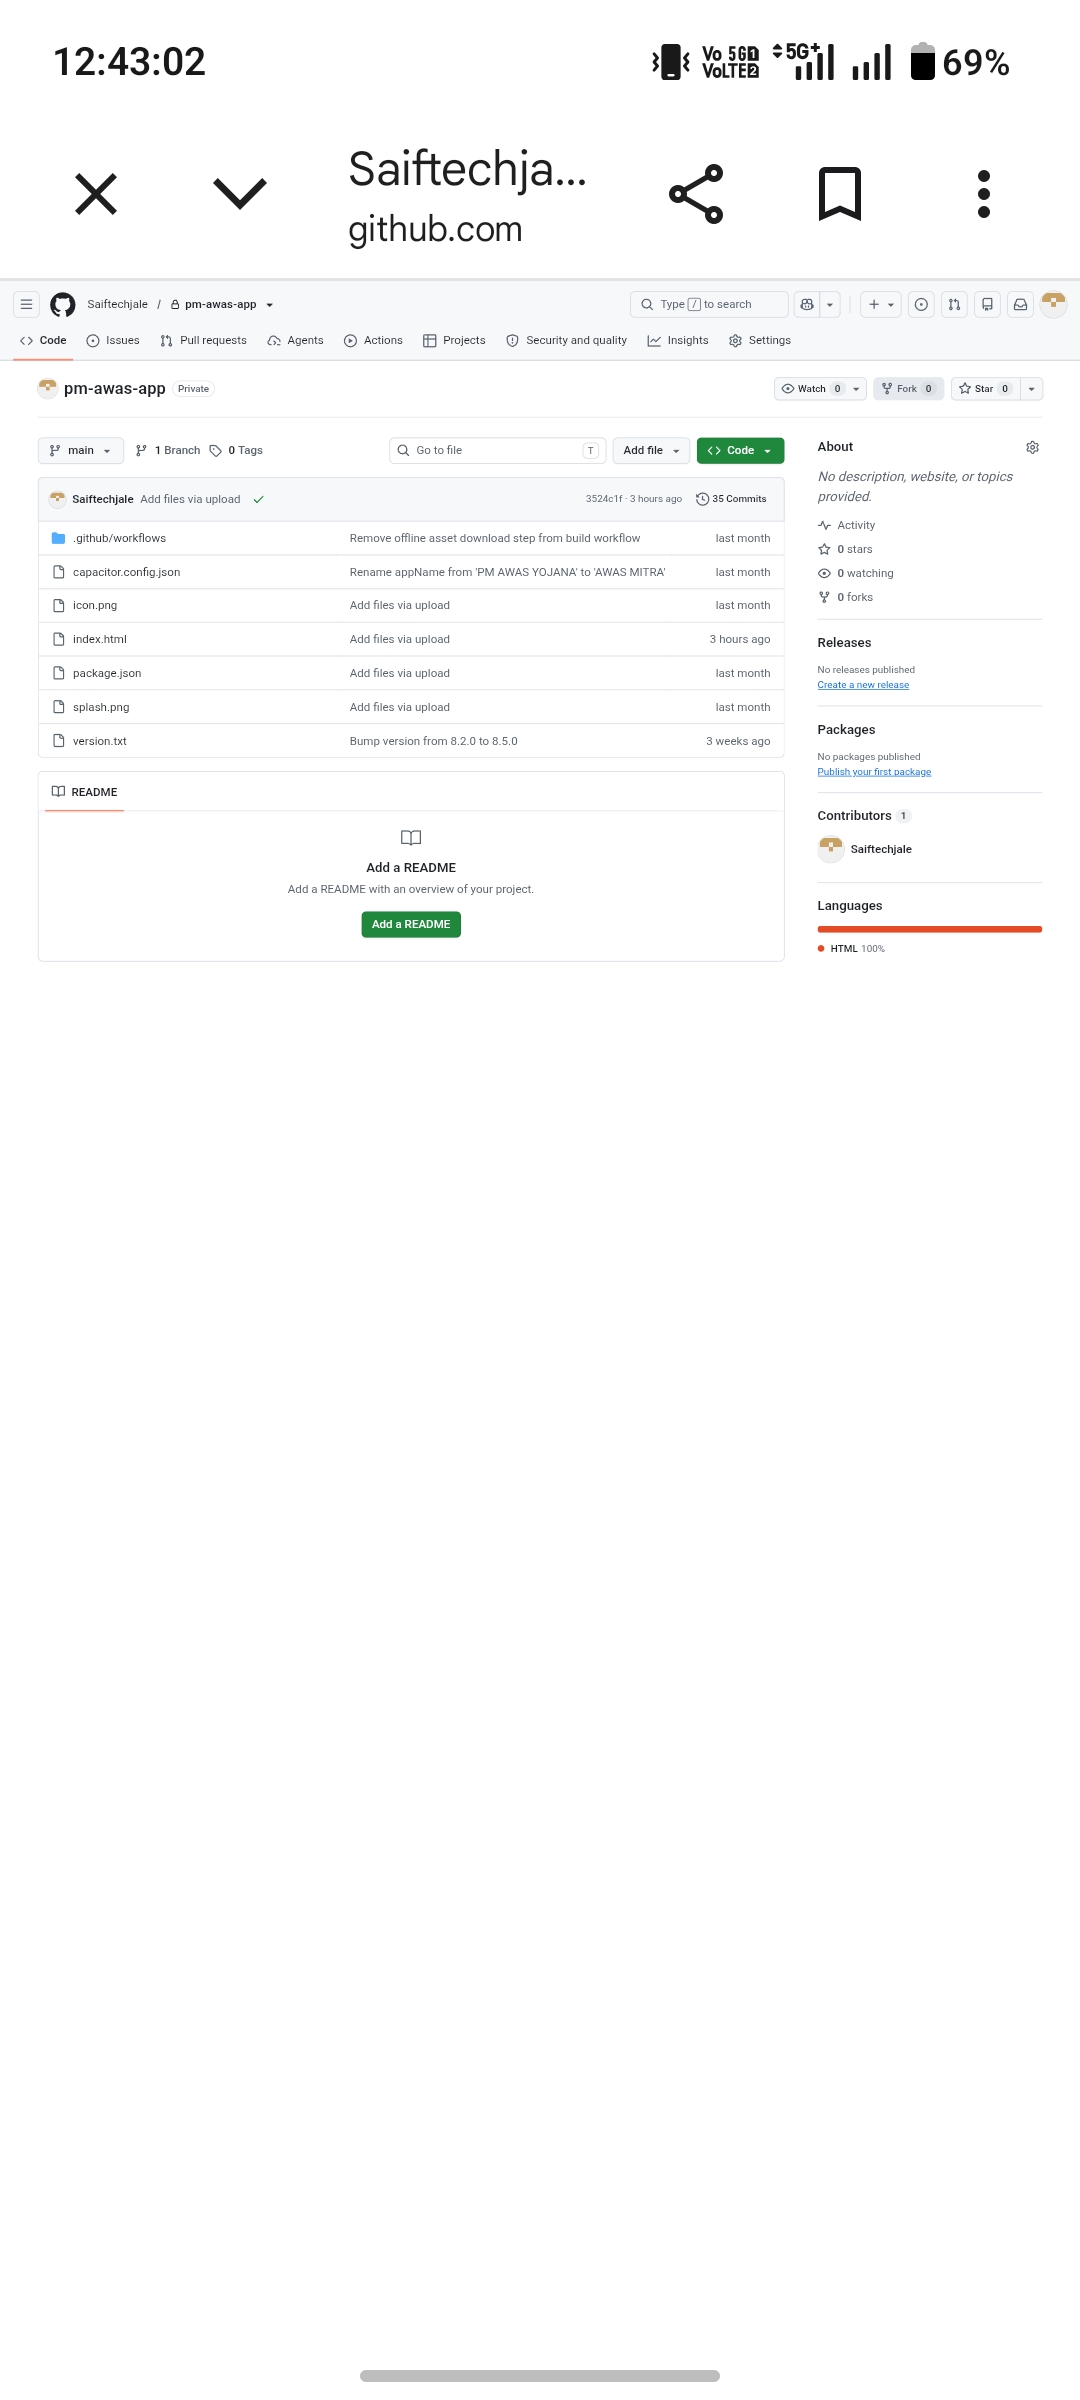 12:43:02
Vo 5G 1
VoLTE 2
5G+
69%
Saiftechja...
github.com
Saiftechjale / pm-awas-app
Type / to search
Code Issues Pull requests Agents Actions Projects Security and quality Insights Settings
pm-awas-app Private
Watch 0 Fork 0 Star 0
main 1 Branch 0 Tags Go to file T Add file Code
Saiftechjale Add files via upload 3524c1f · 3 hours ago 35 Commits
.github/workflows Remove offline asset download step from build workflow last month
capacitor.config.json Rename appName from 'PM AWAS YOJANA' to 'AWAS MITRA' last month
icon.png Add files via upload last month
index.html Add files via upload 3 hours ago
package.json Add files via upload last month
splash.png Add files via upload last month
version.txt Bump version from 8.2.0 to 8.5.0 3 weeks ago
README
Add a README
Add a README with an overview of your project.
Add a README
About
No description, website, or topics
provided.
Activity
0 stars
0 watching
0 forks
Releases
No releases published
Create a new release
Packages
No packages published
Publish your first package
Contributors 1
Saiftechjale
Languages
HTML 100%